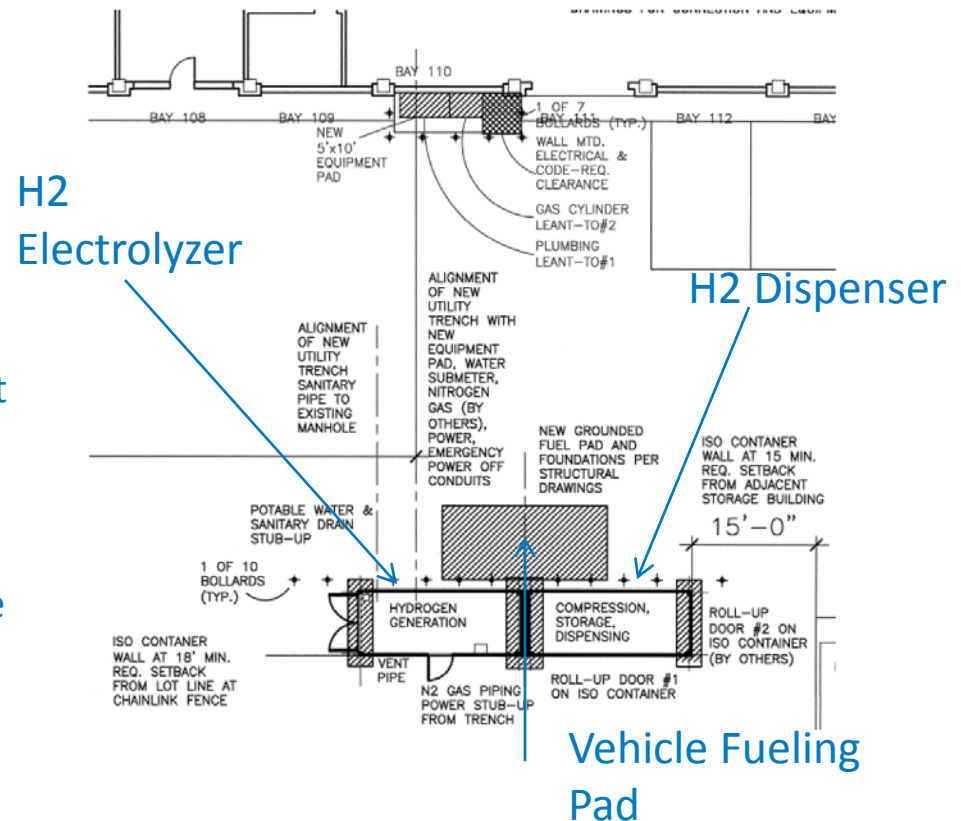 BAY 110
BAY 108
BAY 109
BAY 111
BAY 112
BAY
NEW
5'x10'
EQUIPMENT
PAD
1 OF 7
BOLLARDS (TYP.)
WALL MTD.
ELECTRICAL &
CODE-REQ.
CLEARANCE
GAS CYLINDER
LEANT-TO#2
PLUMBING
LEANT-TO#1
H2
Electrolyzer
H2 Dispenser
ALIGNMENT
OF NEW
UTILITY
TRENCH
SANITARY
PIPE TO
EXISTING
MANHOLE
ALIGNMENT
OF NEW
UTILITY
TRENCH WITH
NEW
EQUIPMENT
PAD, WATER
SUBMETER,
NITROGEN
GAS (BY
OTHERS),
POWER,
EMERGENCY
POWER OFF
CONDUITS
NEW GROUNDED
FUEL PAD AND
FOUNDATIONS PER
STRUCTURAL
DRAWINGS
ISO CONTANER
WALL AT 15 MIN.
REQ. SETBACK
FROM ADJACENT
STORAGE BUILDING
15'-0"
POTABLE WATER &
SANITARY DRAIN
STUB-UP
1 OF 10
BOLLARDS
(TYP.)
HYDROGEN
GENERATION
COMPRESSION,
STORAGE,
DISPENSING
ROLL-UP
DOOR #2 ON
ISO CONTAINER
(BY OTHERS)
ISO CONTANER
WALL AT 18' MIN.
REQ. SETBACK
FROM LOT LINE AT
CHAINLINK FENCE
VENT
PIPE
N2 GAS PIPING
POWER STUB-UP
FROM TRENCH
ROLL-UP DOOR #1
ON ISO CONTAINER
Vehicle Fueling
Pad